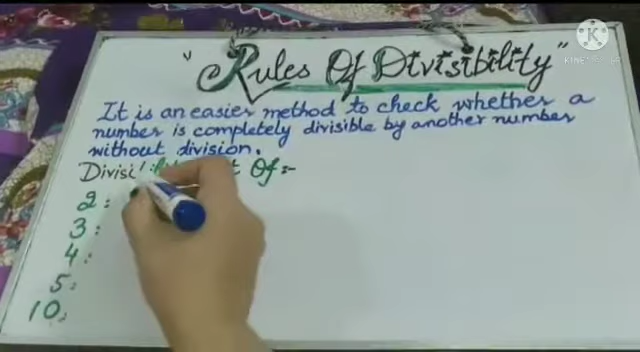 "Rules Of Divisibility"
It is an easier method to check whether a
number is completely divisible by another number
without division.
Of :-
2:
3:
4:
5:
10: